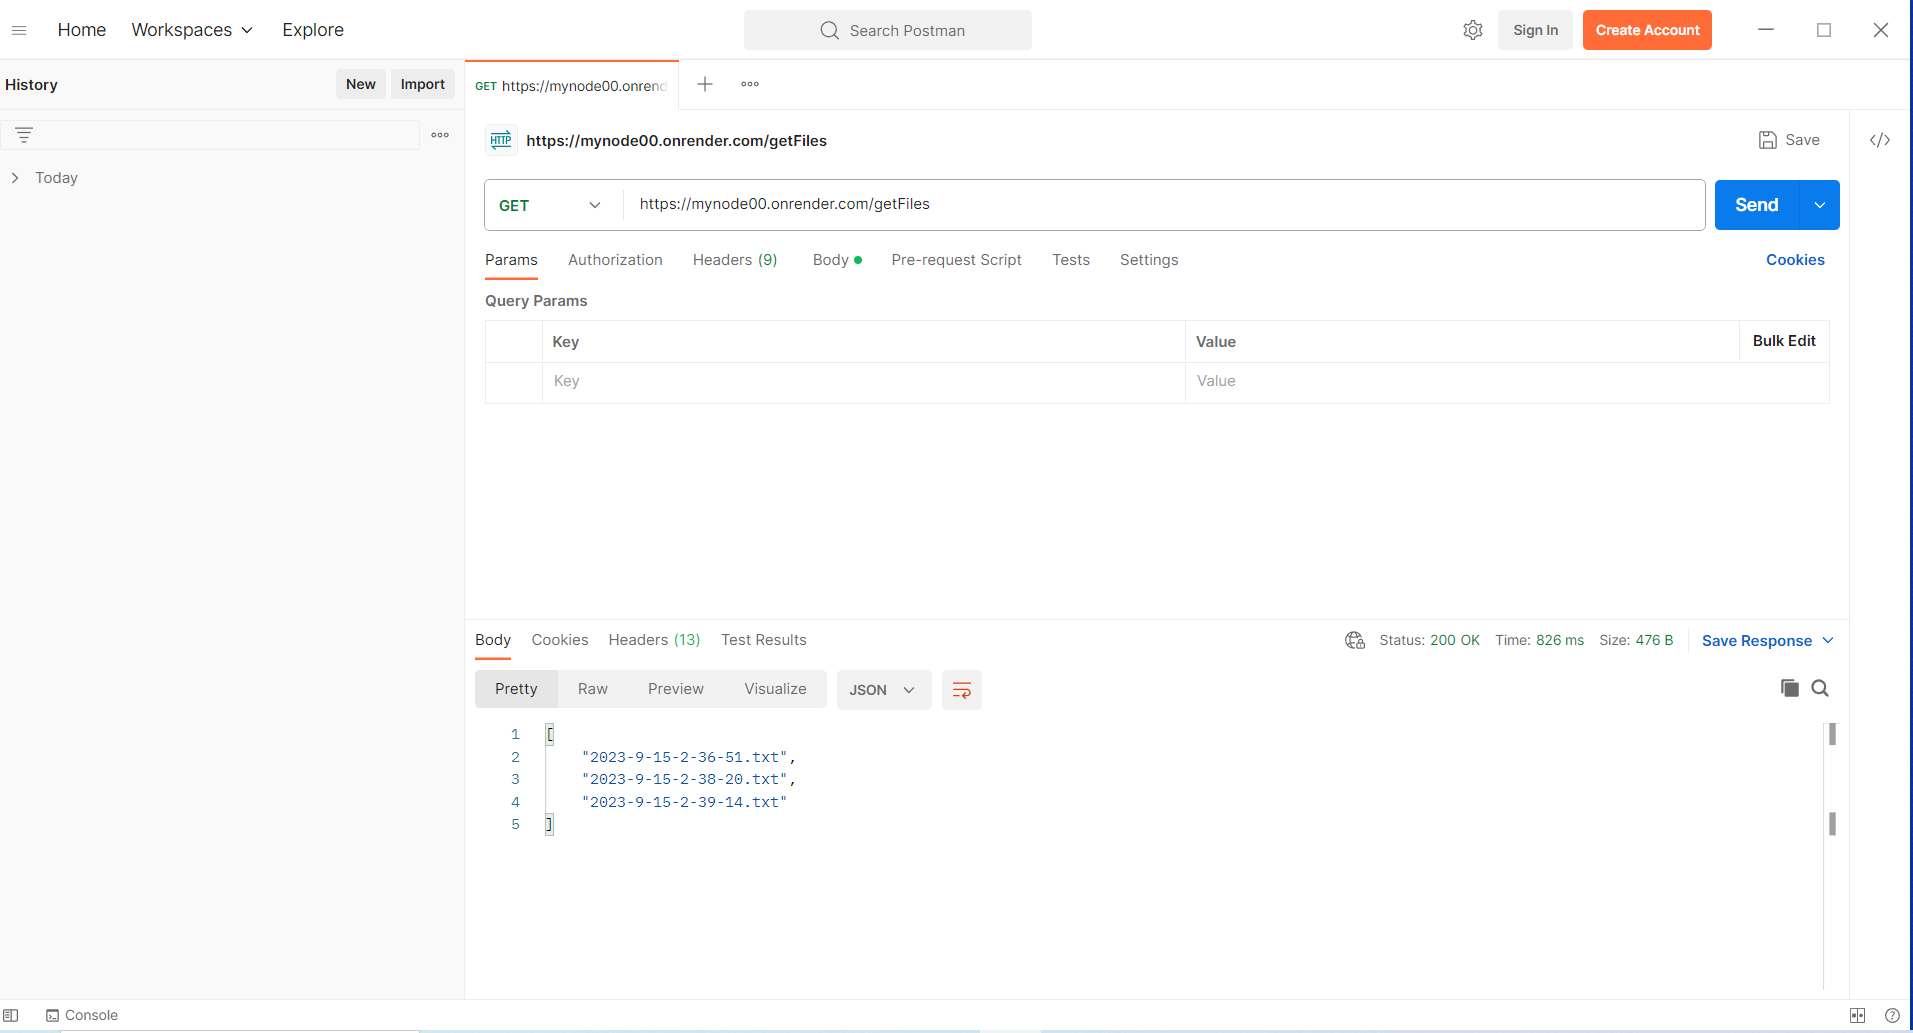 Home Workspaces Explore
Search Postman
Sign In Create Account
History New Import
GET https://mynode00.onrend
HTTP https://mynode00.onrender.com/getFiles
Save
Today
GET https://mynode00.onrender.com/getFiles
Send
Params Authorization Headers (9) Body Pre-request Script Tests Settings Cookies
Query Params
Key Value Bulk Edit
Key Value
Body Cookies Headers (13) Test Results
Status: 200 OK Time: 826 ms Size: 476 B Save Response
Pretty Raw Preview Visualize JSON
1 [
2 "2023-9-15-2-36-51.txt",
3 "2023-9-15-2-38-20.txt",
4 "2023-9-15-2-39-14.txt"
5 ]
Console